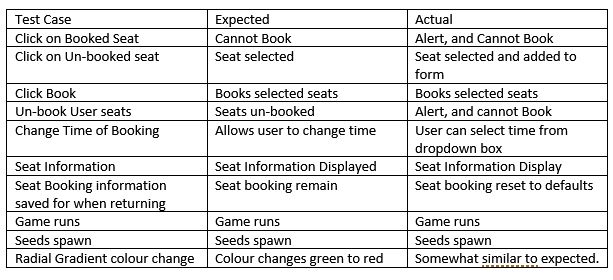 Test Case Expected Actual
Click on Booked Seat Cannot Book Alert, and Cannot Book
Click on Un-booked seat Seat selected Seat selected and added to
form
Click Book Books selected seats Books selected seats
Un-book User seats Seats un-booked Alert, and cannot Book
Change Time of Booking Allows user to change time User can select time from
dropdown box
Seat Information Seat Information Displayed Seat Information Display
Seat Booking information Seat booking remain Seat booking reset to defaults
saved for when returning
Game runs Game runs Game runs
Seeds spawn Seeds spawn Seeds spawn
Radial Gradient colour change Colour changes green to red Somewhat similar to expected.